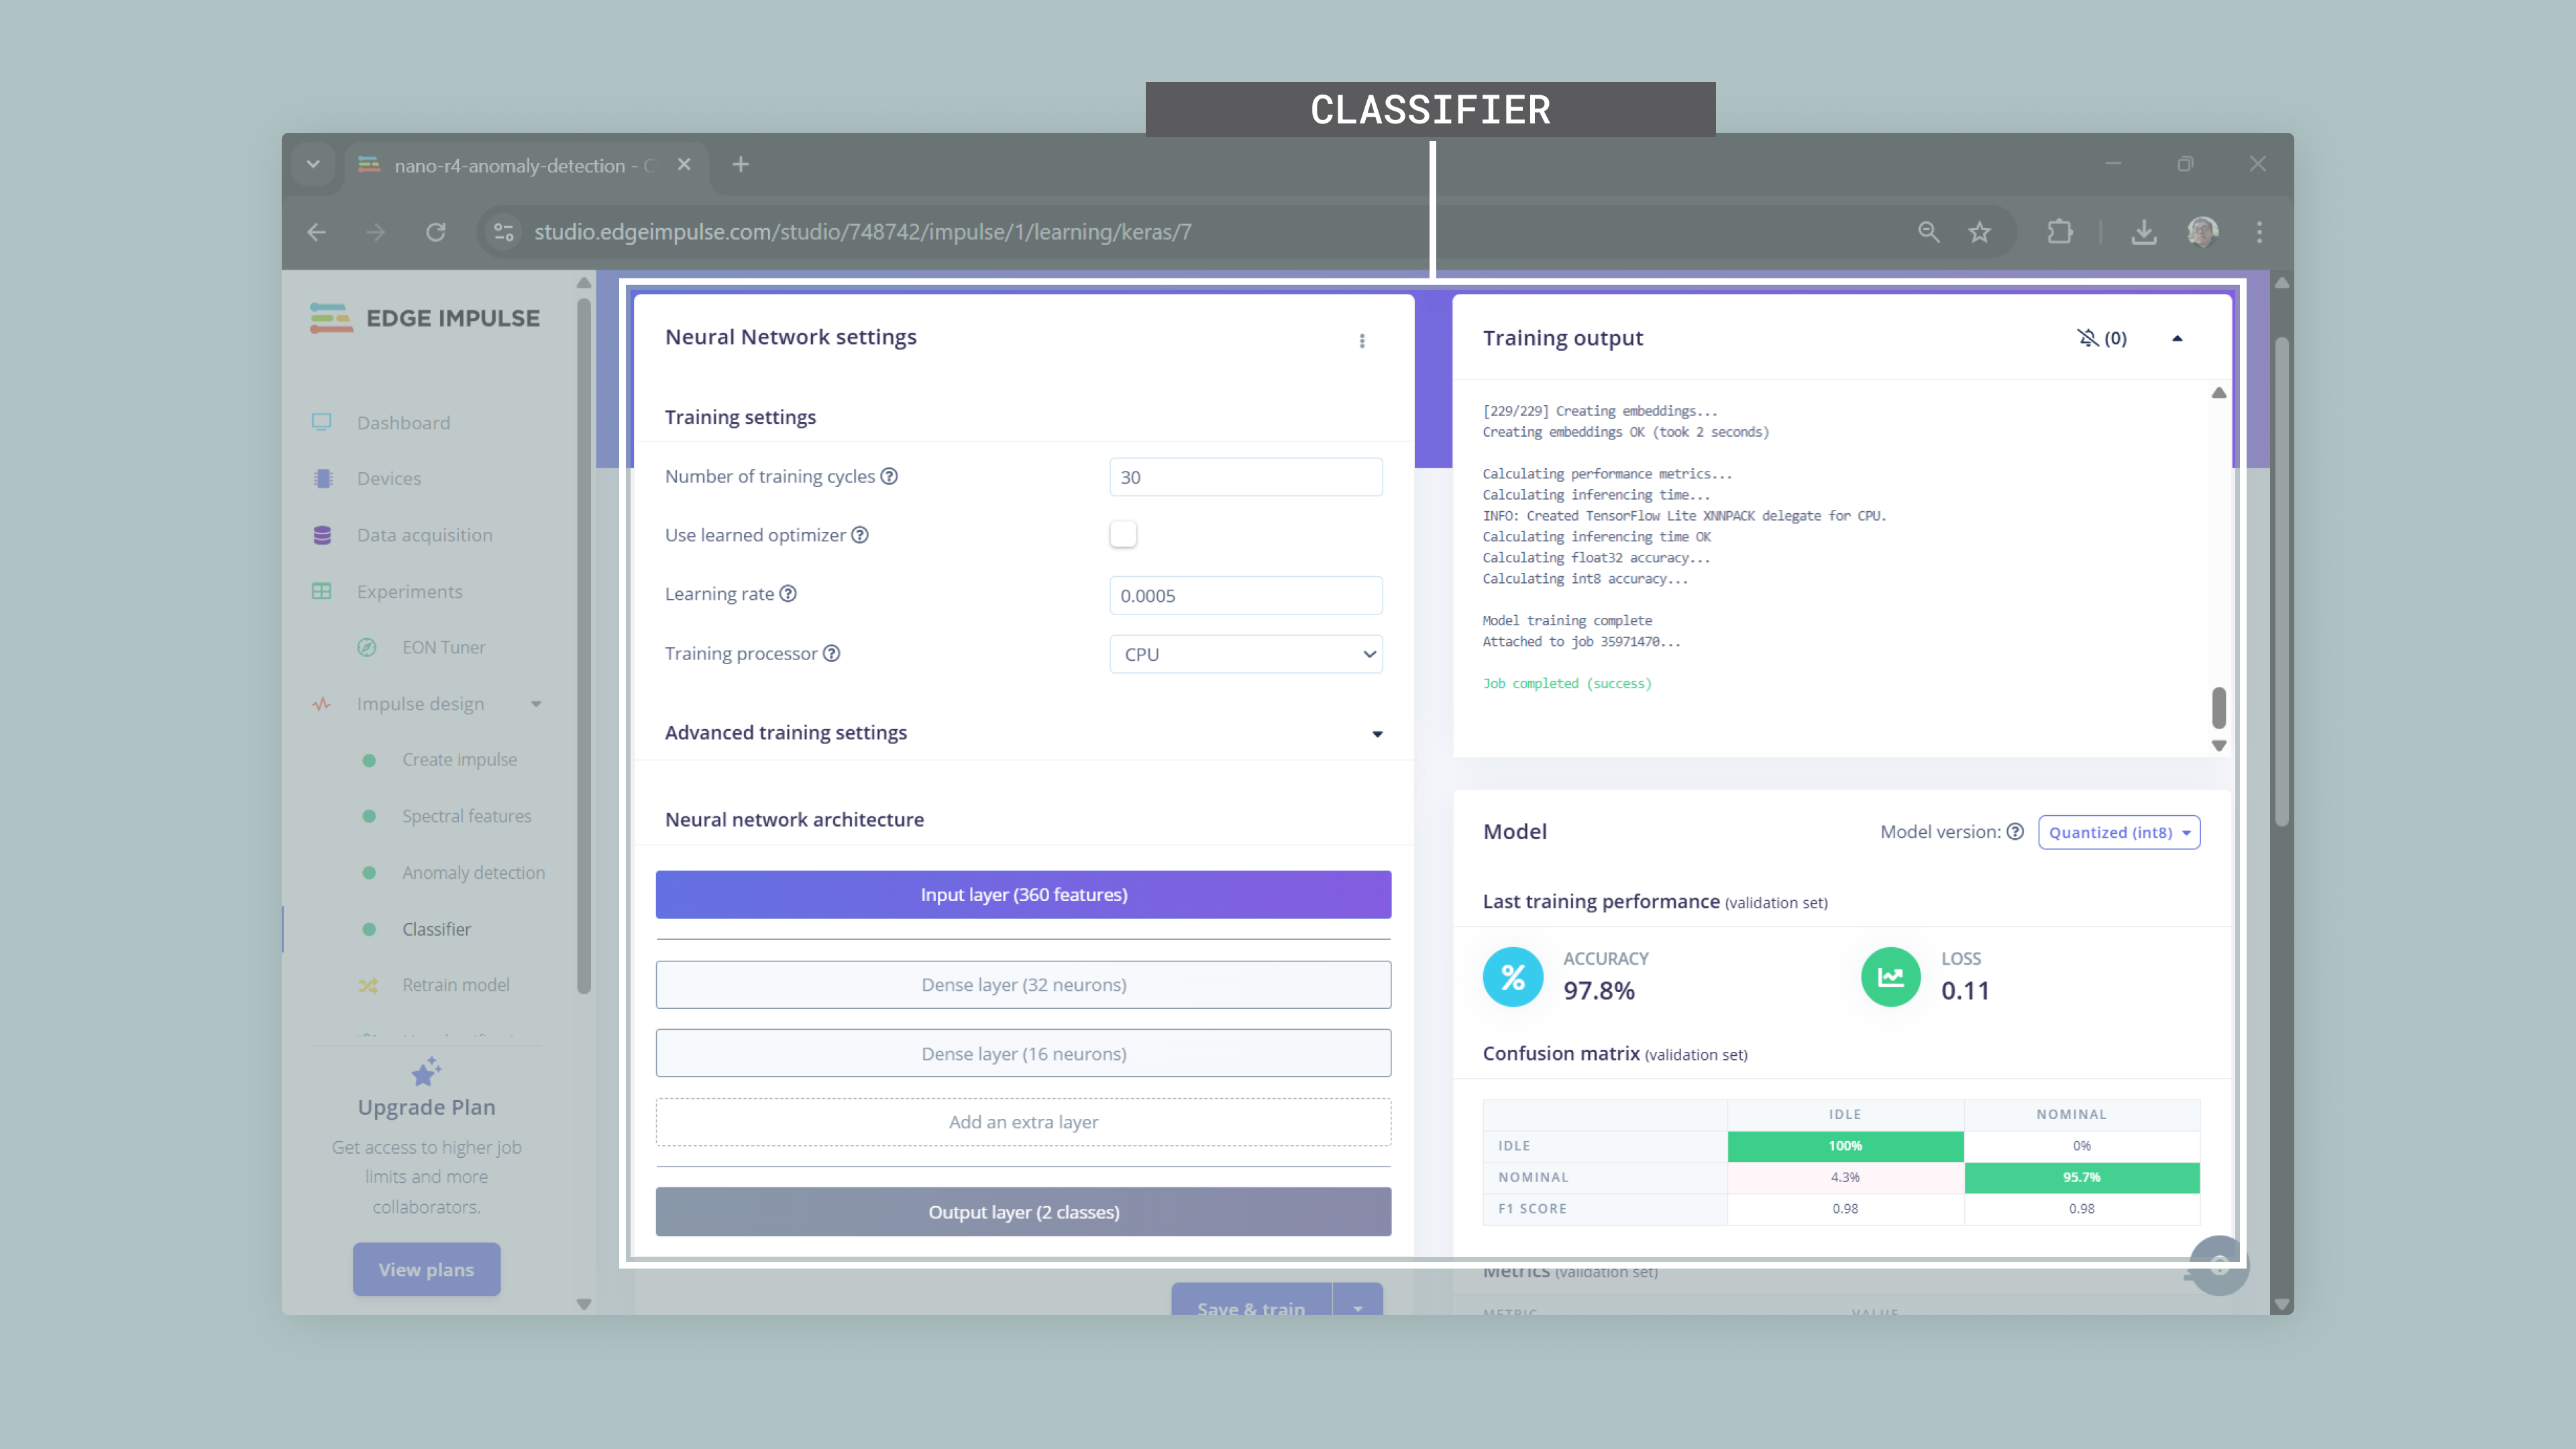 CLASSIFIER
nano-r4-anomaly-detection - C
studio.edgeimpulse.com/studio/748742/impulse/1/learning/keras/7
EDGE IMPULSE
Dashboard
Devices
Data acquisition
Experiments
EON Tuner
Impulse design
Create impulse
Spectral features
Anomaly detection
Classifier
Retrain model
Upgrade Plan
Get access to higher job
limits and more
collaborators.
View plans
Neural Network settings
Training settings
Number of training cycles ?
30
Use learned optimizer ?
Learning rate ?
0.0005
Training processor ?
CPU
Advanced training settings
Neural network architecture
Input layer (360 features)
Dense layer (32 neurons)
Dense layer (16 neurons)
Add an extra layer
Output layer (2 classes)
Save & train
Training output
(0)
[229/229] Creating embeddings...
Creating embeddings OK (took 2 seconds)
Calculating performance metrics...
Calculating inferencing time...
INFO: Created TensorFlow Lite XNNPACK delegate for CPU.
Calculating inferencing time OK
Calculating float32 accuracy...
Calculating int8 accuracy...
Model training complete
Attached to job 35971470...
Job completed (success)
Model
Model version: ? Quantized (int8)
Last training performance (validation set)
% ACCURACY
97.8%
LOSS
0.11
Confusion matrix (validation set)
IDLE NOMINAL
IDLE 100% 0%
NOMINAL 4.3% 95.7%
F1 SCORE 0.98 0.98
Metrics (validation set)
METRIC VALUE